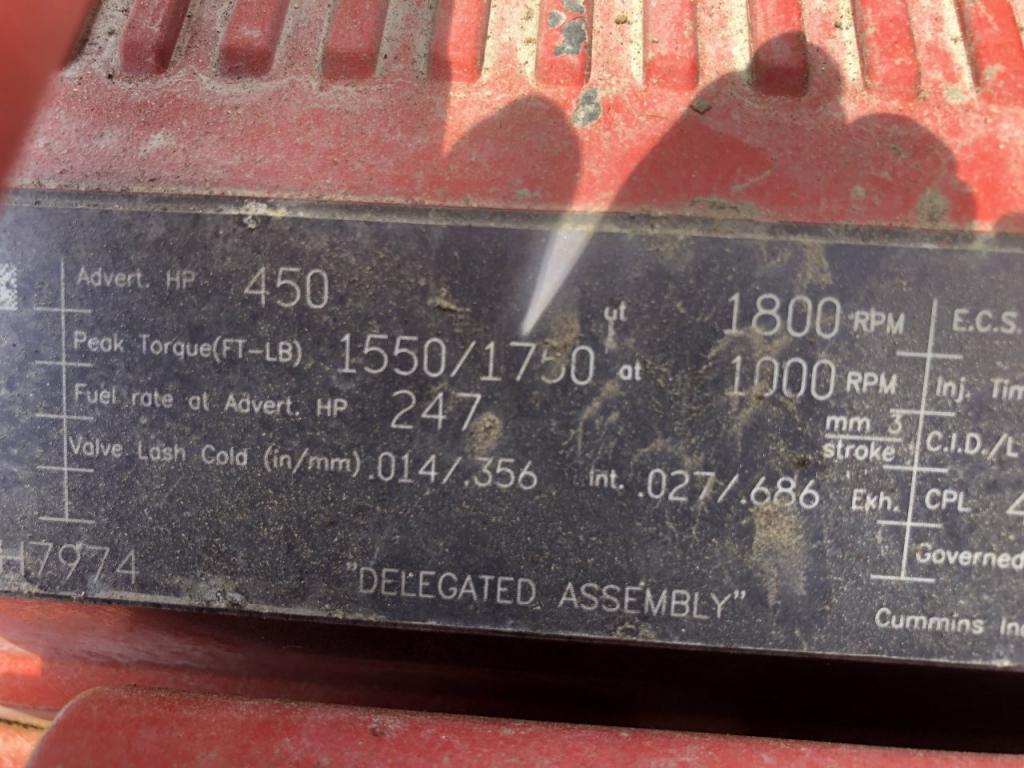 Advert. HP 450 at 1800 RPM E.C.S.
Peak Torque(FT-LB) 1550/1750 at 1000 RPM Inj. Tim
Fuel rate at Advert. HP 247 mm 3 stroke C.I.D./L
Valve Lash Cold (in/mm) .014/.356 Int. .027/.686 Exh. CPL
H7974 Governed
"DELEGATED ASSEMBLY" Cummins Inc